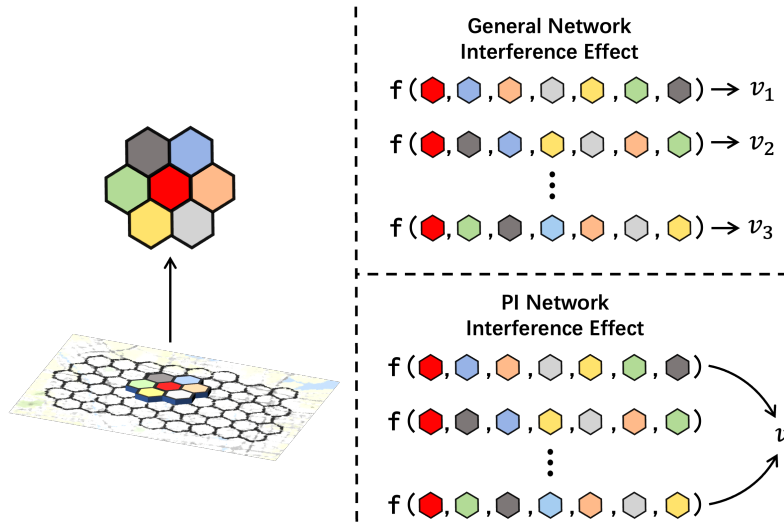 General Network
Interference Effect
f( , , , , , , ) → v₁
f( , , , , , , ) → v₂
⋮
f( , , , , , , ) → v₃
PI Network
Interference Effect
f( , , , , , , )
f( , , , , , , )
v
⋮
f( , , , , , , )